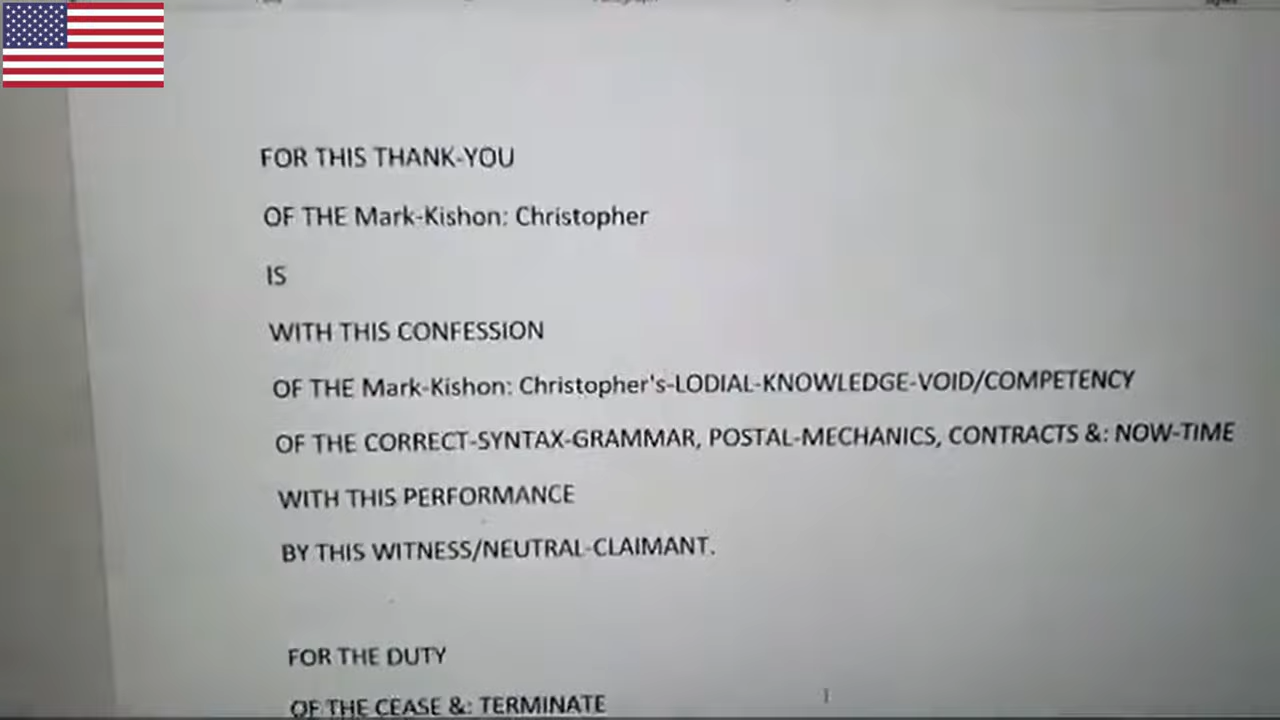 FOR THIS THANK-YOU
OF THE Mark-Kishon: Christopher
IS
WITH THIS CONFESSION
OF THE Mark-Kishon: Christopher's-LODIAL-KNOWLEDGE-VOID/COMPETENCY
OF THE CORRECT-SYNTAX-GRAMMAR, POSTAL-MECHANICS, CONTRACTS &: NOW-TIME
WITH THIS PERFORMANCE
BY THIS WITNESS/NEUTRAL-CLAIMANT.
FOR THE DUTY
OF THE CEASE &: TERMINATE